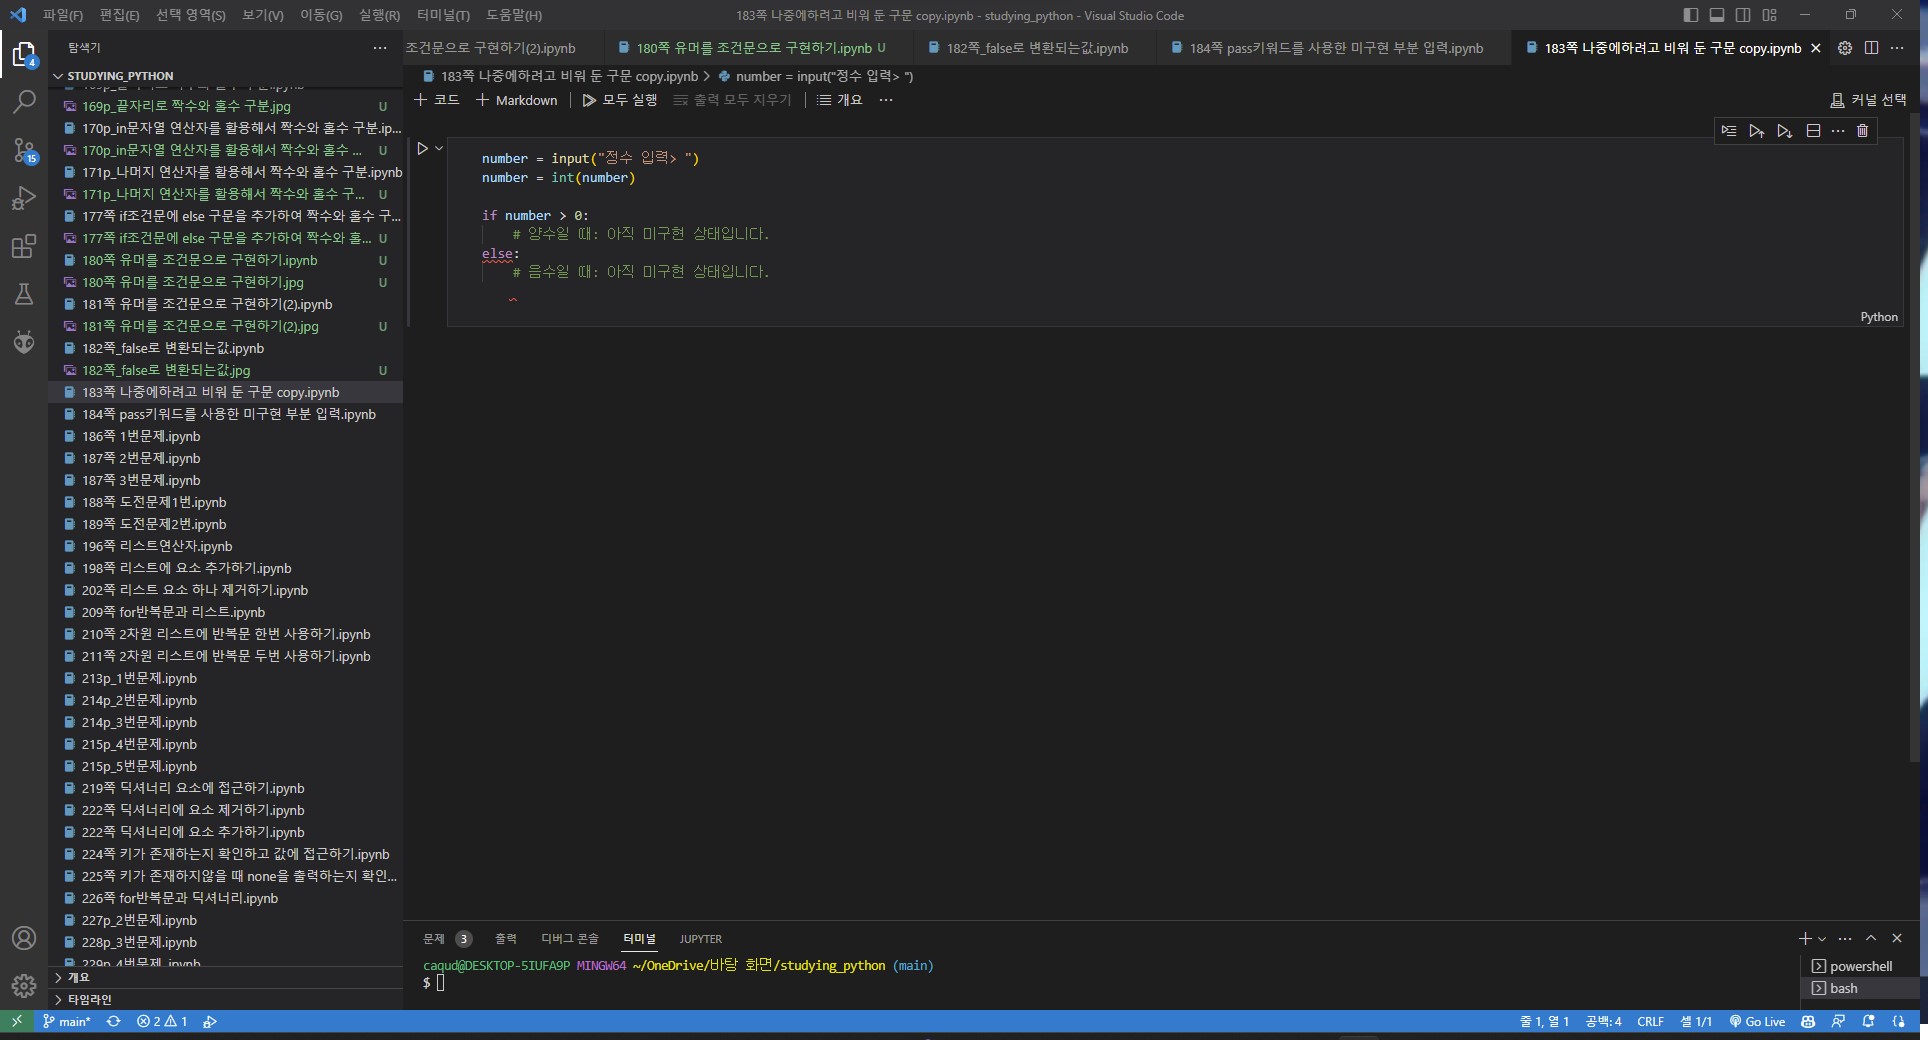 파일(F) 편집(E) 선택 영역(S) 보기(V) 이동(G) 실행(R) 터미널(T) 도움말(H)
183쪽 나중에하려고 비워 둔 구문 copy.ipynb - studying_python - Visual Studio Code
탐색기
조건문으로 구현하기(2).ipynb
180쪽 유머를 조건문으로 구현하기.ipynb U
182쪽_false로 변환되는값.ipynb
184쪽 pass키워드를 사용한 미구현 부분 입력.ipynb
183쪽 나중에하려고 비워 둔 구문 copy.ipynb
STUDYING_PYTHON
169p_끝자리로 짝수와 홀수 구분.jpg U
170p_in문자열 연산자를 활용해서 짝수와 홀수 구분.ip...
170p_in문자열 연산자를 활용해서 짝수와 홀수 ... U
171p_나머지 연산자를 활용해서 짝수와 홀수 구분.ipynb
171p_나머지 연산자를 활용해서 짝수와 홀수 구... U
177쪽 if조건문에 else 구문을 추가하여 짝수와 홀수 구...
177쪽 if조건문에 else 구문을 추가하여 짝수와 홀... U
180쪽 유머를 조건문으로 구현하기.ipynb U
180쪽 유머를 조건문으로 구현하기.jpg U
181쪽 유머를 조건문으로 구현하기(2).ipynb
181쪽 유머를 조건문으로 구현하기(2).jpg U
182쪽_false로 변환되는값.ipynb
182쪽_false로 변환되는값.jpg U
183쪽 나중에하려고 비워 둔 구문 copy.ipynb
184쪽 pass키워드를 사용한 미구현 부분 입력.ipynb
186쪽 1번문제.ipynb
187쪽 2번문제.ipynb
187쪽 3번문제.ipynb
188쪽 도전문제1번.ipynb
189쪽 도전문제2번.ipynb
196쪽 리스트연산자.ipynb
198쪽 리스트에 요소 추가하기.ipynb
202쪽 리스트 요소 하나 제거하기.ipynb
209쪽 for반복문과 리스트.ipynb
210쪽 2차원 리스트에 반복문 한번 사용하기.ipynb
211쪽 2차원 리스트에 반복문 두번 사용하기.ipynb
213p_1번문제.ipynb
214p_2번문제.ipynb
214p_3번문제.ipynb
215p_4번문제.ipynb
215p_5번문제.ipynb
219쪽 딕셔너리 요소에 접근하기.ipynb
222쪽 딕셔너리에 요소 제거하기.ipynb
222쪽 딕셔너리에 요소 추가하기.ipynb
224쪽 키가 존재하는지 확인하고 값에 접근하기.ipynb
225쪽 키가 존재하지않을 때 none을 출력하는지 확인...
226쪽 for반복문과 딕셔너리.ipynb
227p_2번문제.ipynb
228p_3번문제.ipynb
229p_4번문제.ipynb
개요
타임라인
4
15
183쪽 나중에하려고 비워 둔 구문 copy.ipynb > number = input("정수 입력> ")
+ 코드 + Markdown 모두 실행 출력 모두 지우기 개요 ...
커널 선택
number = input("정수 입력> ")
number = int(number)
if number > 0:
# 양수일 때: 아직 미구현 상태입니다.
else:
# 음수일 때: 아직 미구현 상태입니다.
Python
문제 3 출력 디버그 콘솔 터미널 JUPYTER
caqud@DESKTOP-5IUFA9P MINGW64 ~/OneDrive/바탕 화면/studying_python (main)
$
powershell
bash
main* 2 1
줄 1, 열 1 공백: 4 CRLF 셀 1/1 Go Live